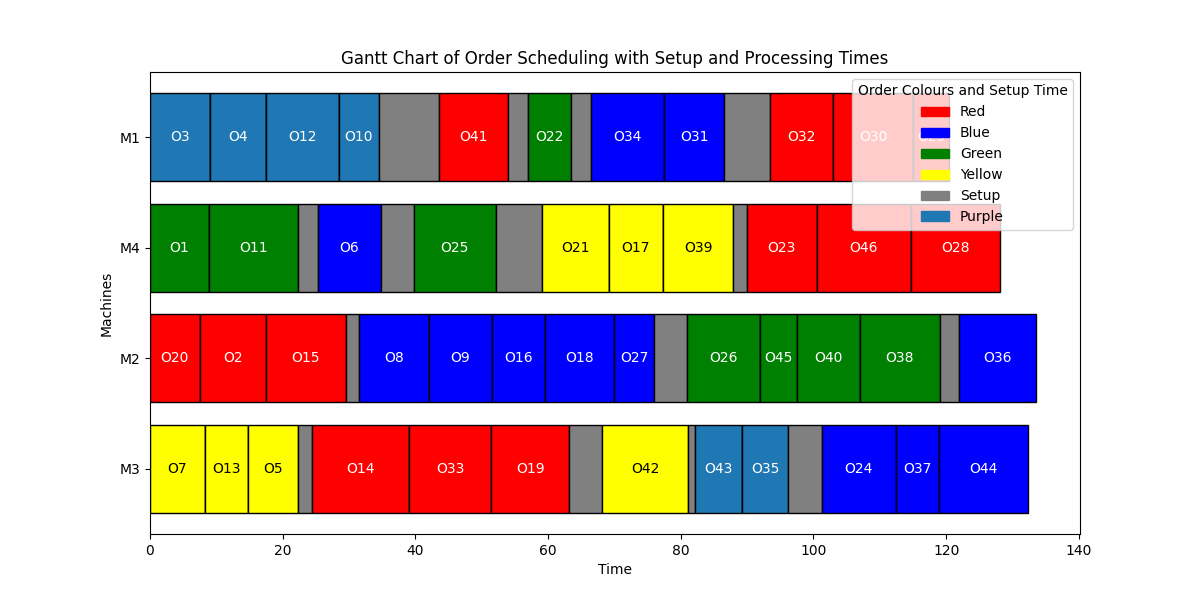 Gantt Chart of Order Scheduling with Setup and Processing Times
Order Colours and Setup Time
Red
Blue
Green
Yellow
Setup
Purple
Machines
M1 O3 O4 O12 O10 O41 O22 O34 O31 O32 O30
M4 O1 O11 O6 O25 O21 O17 O39 O23 O46 O28
M2 O20 O2 O15 O8 O9 O16 O18 O27 O26 O45 O40 O38 O36
M3 O7 O13 O5 O14 O33 O19 O42 O43 O35 O24 O37 O44
0 20 40 60 80 100 120 140
Time